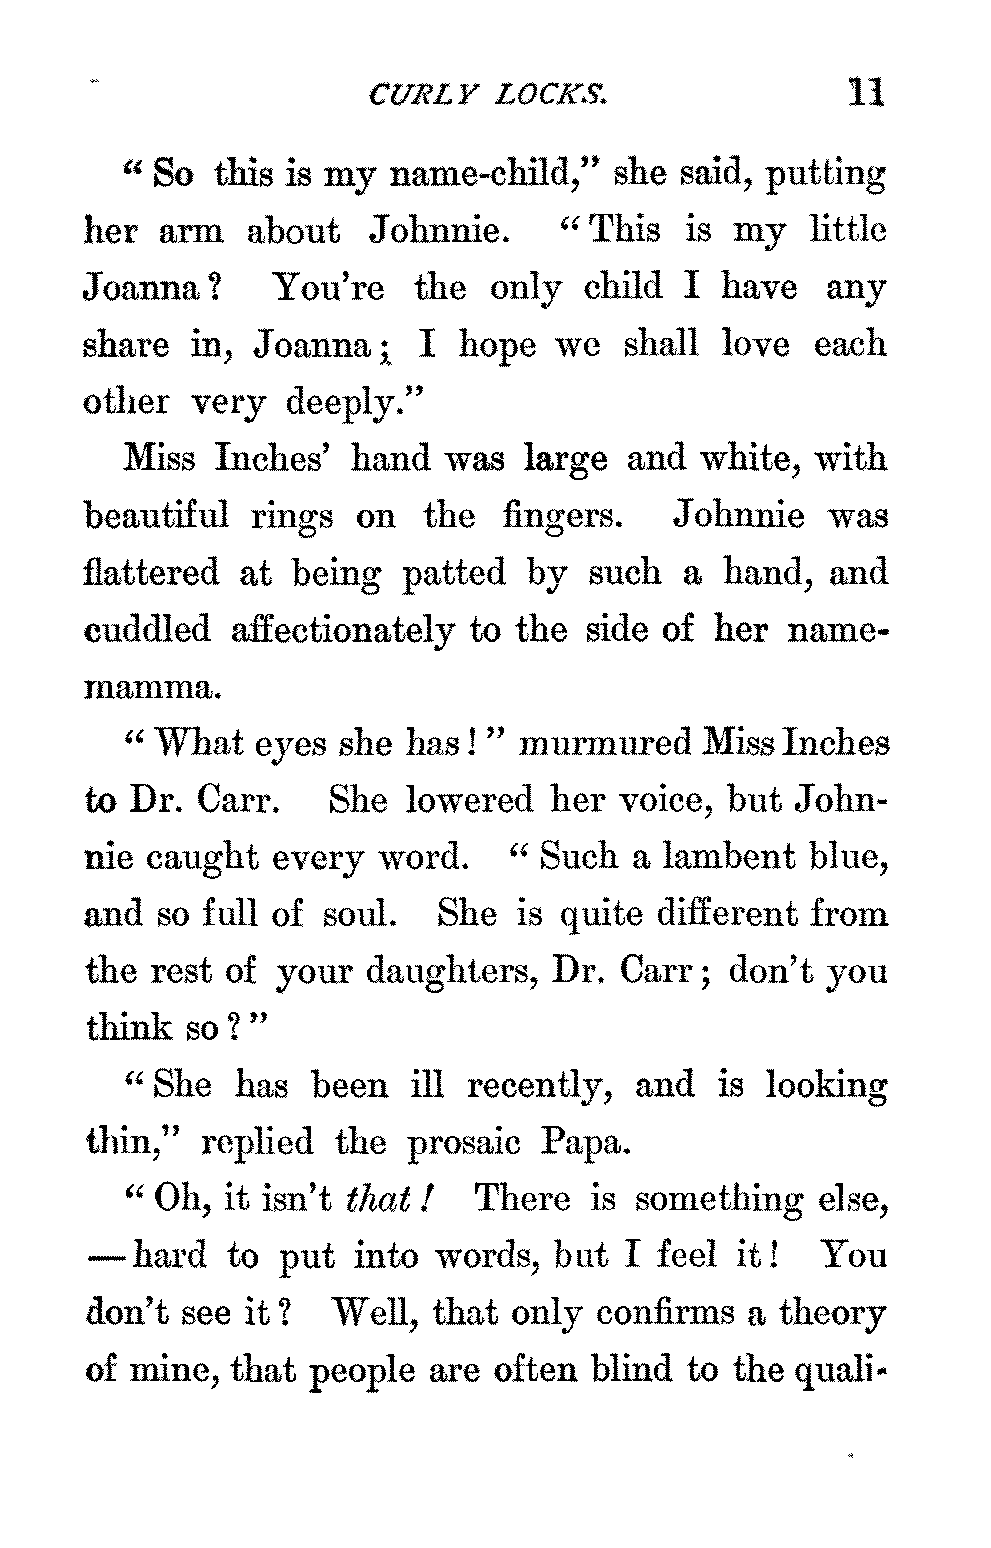 CURLY LOCKS. 11
“So this is my name-child,” she said, putting
her arm about Johnnie. “This is my little
Joanna? You're the only child I have any
share in, Joanna; I hope we shall love each
other very deeply.”
Miss Inches' hand was large and white, with
beautiful rings on the fingers. Johnnie was
flattered at being patted by such a hand, and
cuddled affectionately to the side of her name-
mamma.
“What eyes she has!” murmured Miss Inches
to Dr. Carr. She lowered her voice, but John-
nie caught every word. “Such a lambent blue,
and so full of soul. She is quite different from
the rest of your daughters, Dr. Carr; don't you
think so?”
“She has been ill recently, and is looking
thin,” replied the prosaic Papa.
“Oh, it isn't that! There is something else,
—hard to put into words, but I feel it! You
don't see it? Well, that only confirms a theory
of mine, that people are often blind to the quali-